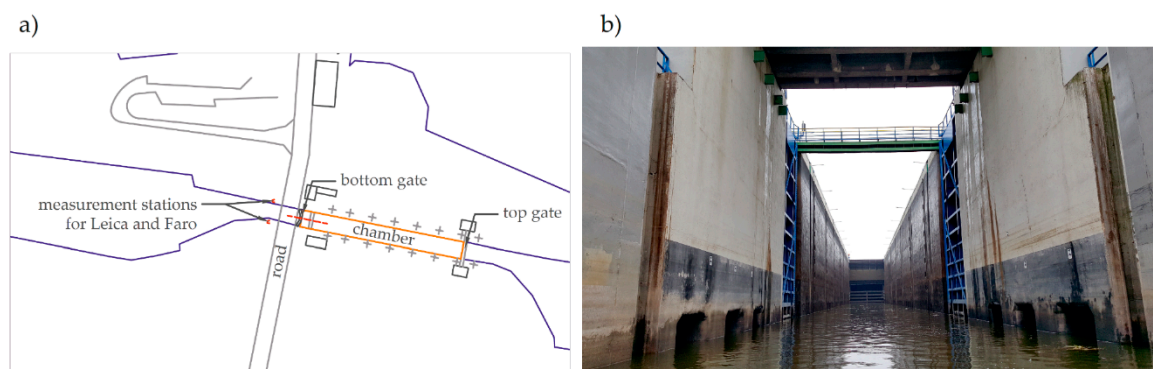 a)
b)
bottom gate
measurement stations
for Leica and Faro
top gate
chamber
road